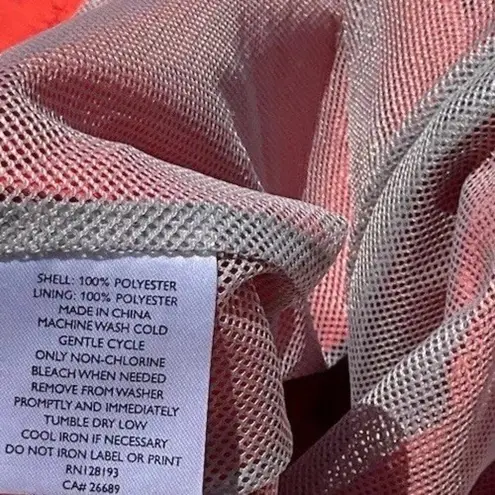 SHELL: 100% POLYESTER
LINING: 100% POLYESTER
MADE IN CHINA
MACHINE WASH COLD
GENTLE CYCLE
ONLY NON-CHLORINE
BLEACH WHEN NEEDED
REMOVE FROM WASHER
PROMPTLY AND IMMEDIATELY
TUMBLE DRY LOW
COOL IRON IF NECESSARY
DO NOT IRON LABEL OR PRINT
RN128193
CA# 26689